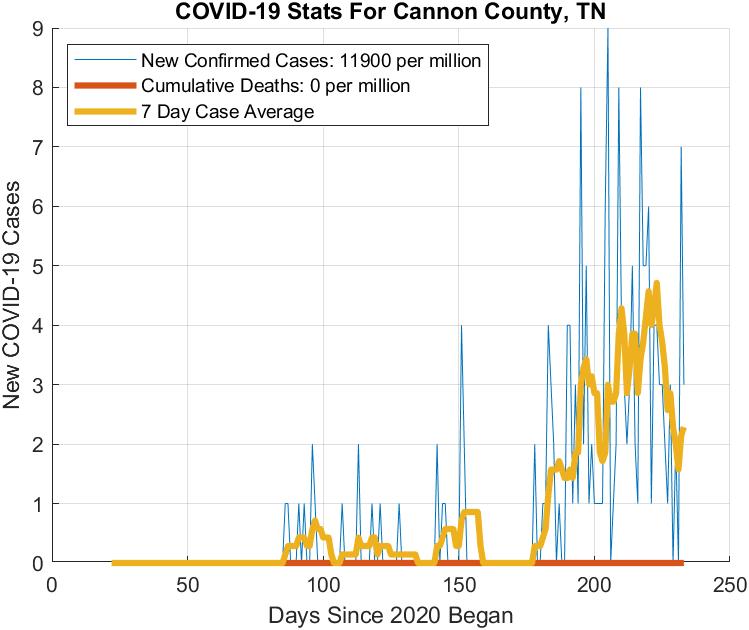 COVID-19 Stats For Cannon County, TN
New Confirmed Cases: 11900 per million
Cumulative Deaths: 0 per million
7 Day Case Average
New COVID-19 Cases
9
8
7
6
5
4
3
2
1
0
0 50 100 150 200 250
Days Since 2020 Began